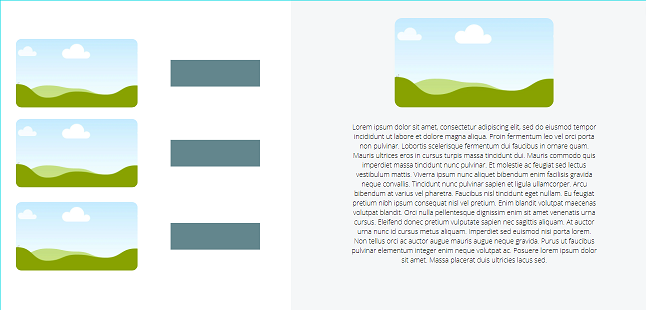 Lorem ipsum dolor sit amet, consectetur adipiscing elit, sed do eiusmod tempor
incididunt ut labore et dolore magna aliqua. Proin fermentum leo vel orci porta
non pulvinar. Lobortis scelerisque fermentum dui faucibus in ornare quam.
Mauris ultrices eros in cursus turpis massa tincidunt dui. Mauris commodo quis
imperdiet massa tincidunt nunc pulvinar. Et molestie ac feugiat sed lectus
vestibulum mattis. Viverra ipsum nunc aliquet bibendum enim facilisis gravida
neque convallis. Tincidunt nunc pulvinar sapien et ligula ullamcorper. Arcu
bibendum at varius vel pharetra. Faucibus nisl tincidunt eget nullam. Eu feugiat
pretium nibh ipsum consequat nisl vel pretium. Enim blandit volutpat maecenas
volutpat blandit. Orci nulla pellentesque dignissim enim sit amet venenatis urna
cursus. Eleifend donec pretium vulputate sapien nec sagittis aliquam. At auctor
urna nunc id cursus metus aliquam. Imperdiet sed euismod nisi porta lorem.
Non tellus orci ac auctor augue mauris augue neque gravida. Purus ut faucibus
pulvinar elementum integer enim neque volutpat ac. Posuere lorem ipsum dolor
sit amet. Massa placerat duis ultricies lacus sed.